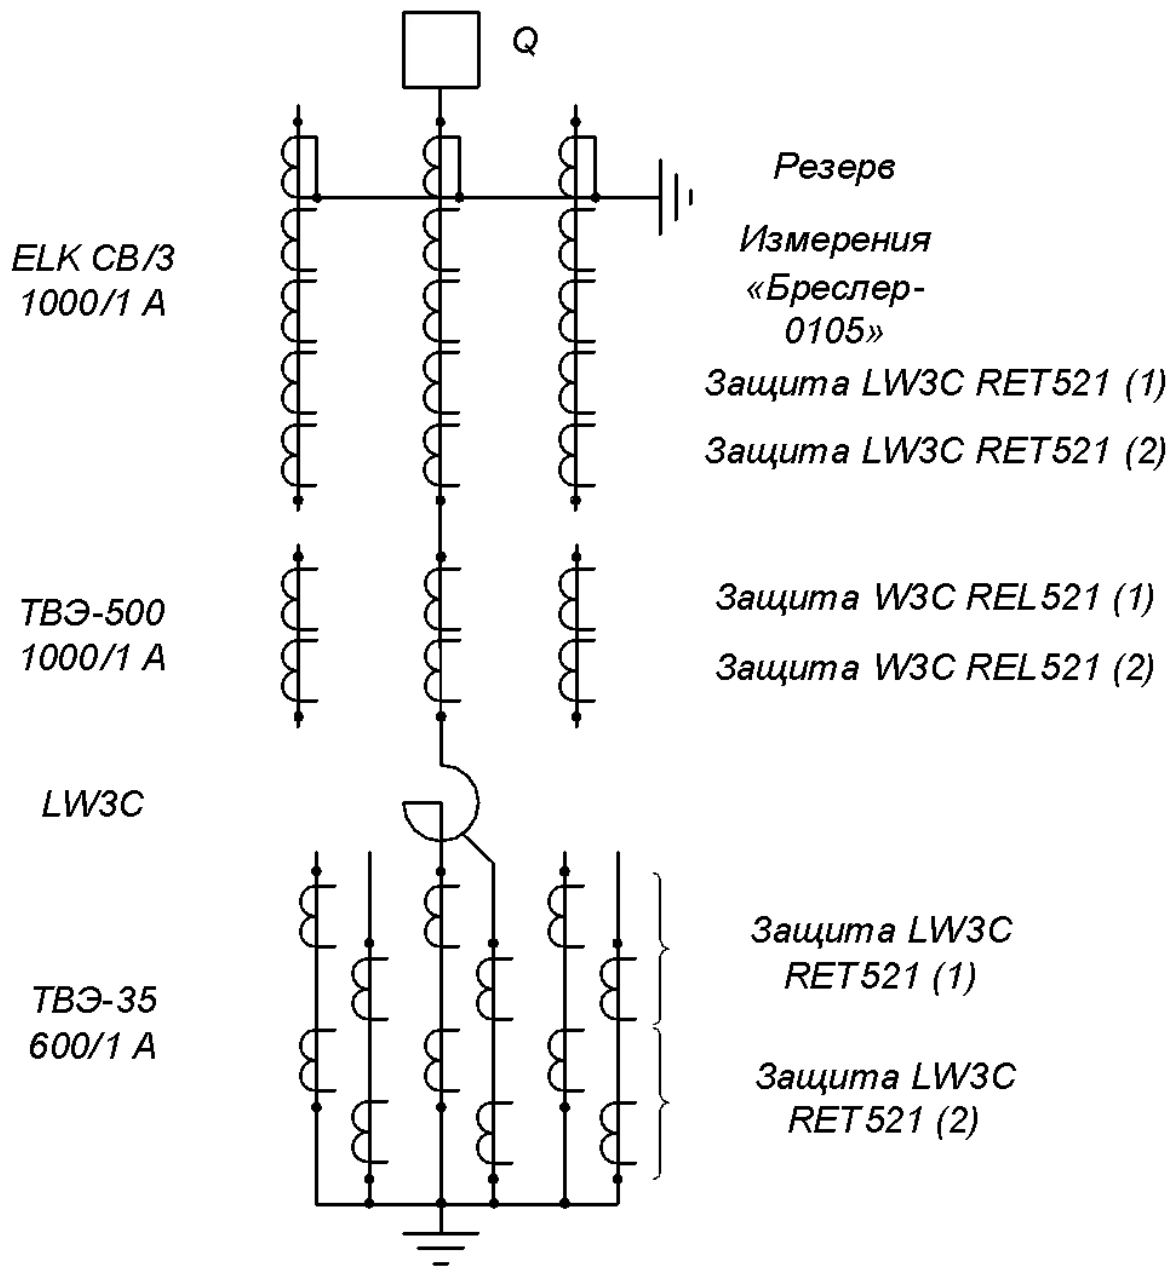 Q
Резерв
ELK CB/3
1000/1 А
Измерения
«Бреслер-
0105»
Защита LW3C RET521 (1)
Защита LW3C RET521 (2)
ТВЭ-500
1000/1 А
Защита W3C REL521 (1)
Защита W3C REL521 (2)
LW3C
ТВЭ-35
600/1 А
Защита LW3C
RET521 (1)
Защита LW3C
RET521 (2)